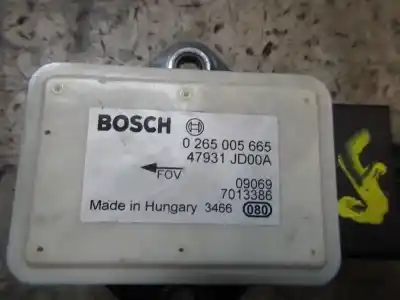 BOSCH
0 265 005 665
47931 JD00A
FOV
09069
7013386
Made in Hungary 3466 080